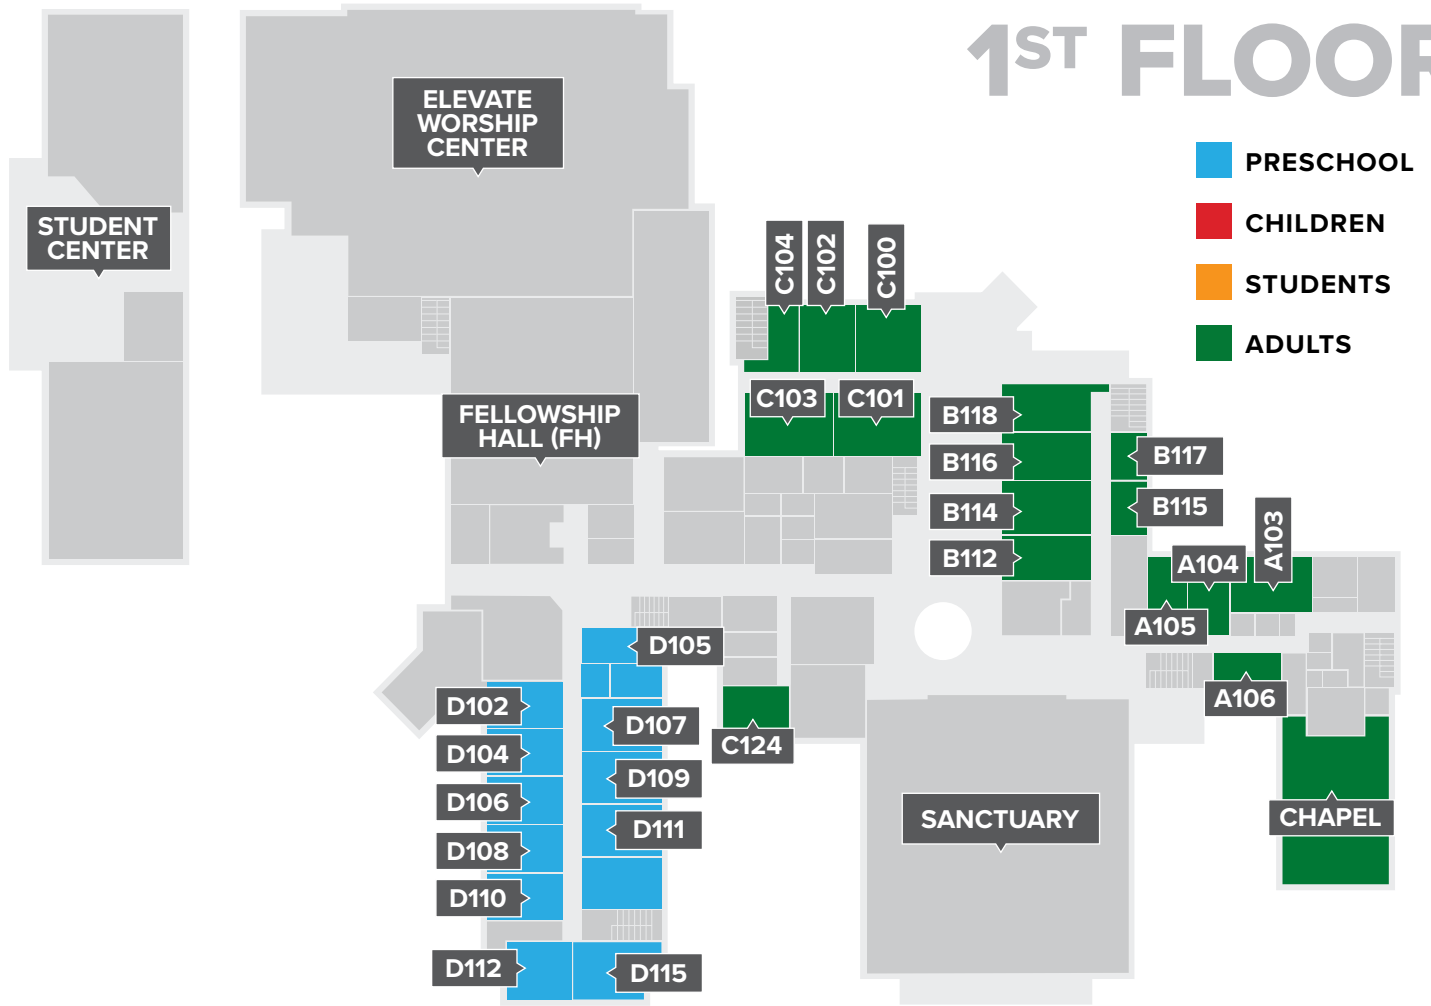 1ST FLOOR
ELEVATE
WORSHIP
CENTER
PRESCHOOL
CHILDREN
STUDENTS
ADULTS
STUDENT
CENTER
C104
C102
C100
C103
C101
FELLOWSHIP
HALL (FH)
B118
B116
B114
B112
B117
B115
A103
A104
A105
A106
D105
D102
D107
D104
D109
D106
D111
D108
D110
D112
D115
C124
SANCTUARY
CHAPEL